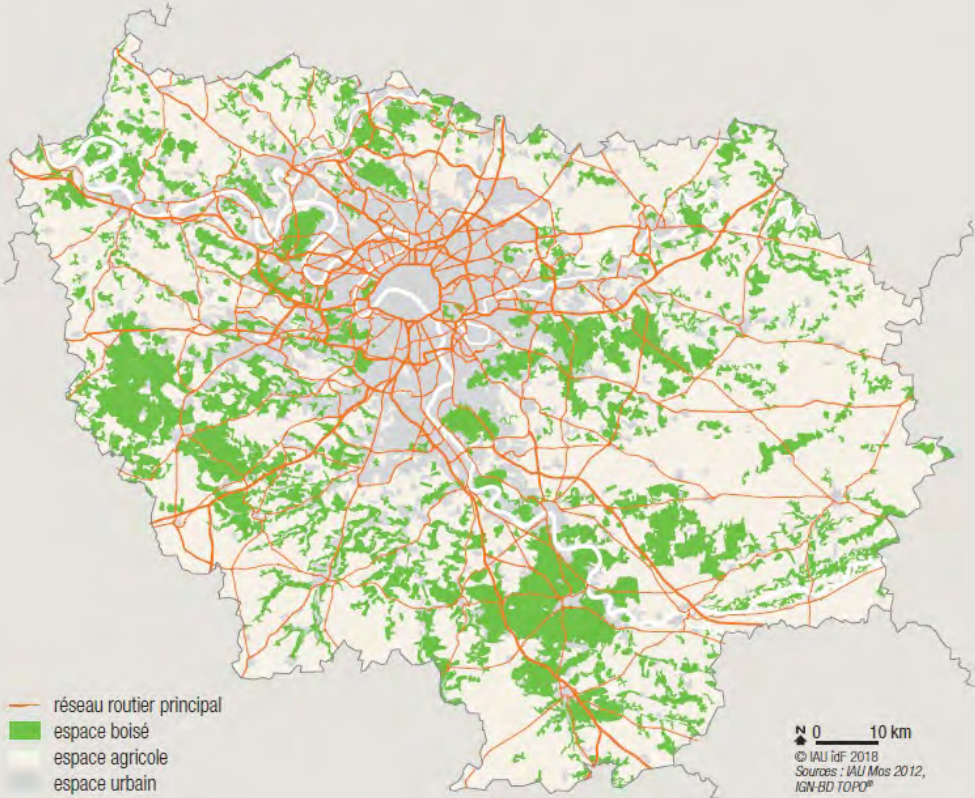 réseau routier principal
espace boisé
espace agricole
espace urbain
N 0 10 km
© IAU îdF 2018
Sources : IAU Mos 2012,
IGN-BD TOPO®